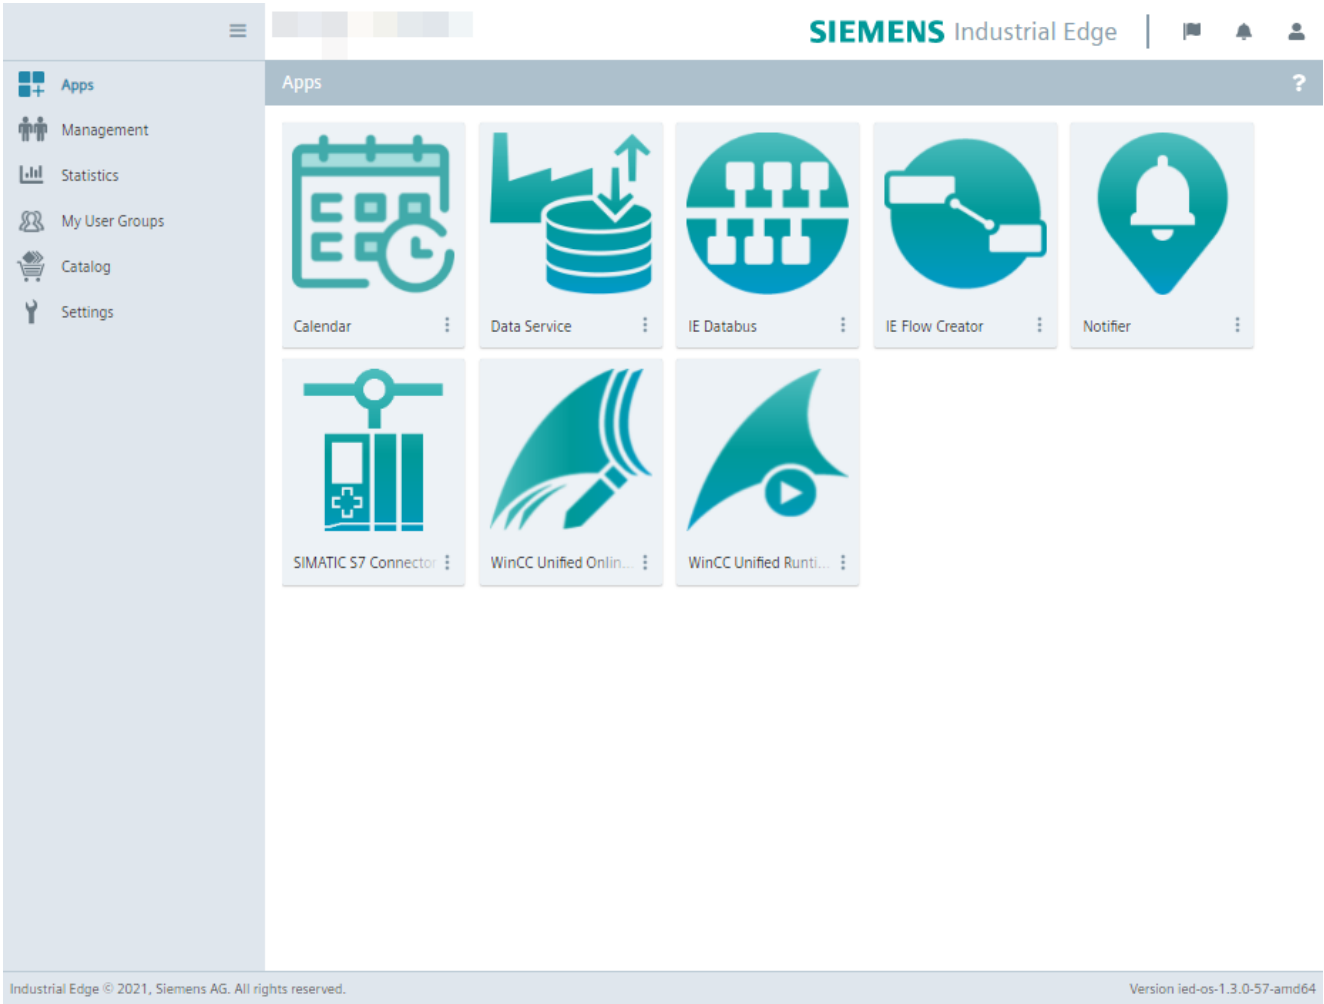 SIEMENS Industrial Edge
Apps
Management
Statistics
My User Groups
Catalog
Settings
Apps
?
Calendar
Data Service
IE Databus
IE Flow Creator
Notifier
SIMATIC S7 Connector
WinCC Unified Onlin...
WinCC Unified Runti...
Industrial Edge © 2021, Siemens AG. All rights reserved.
Version ied-os-1.3.0-57-amd64